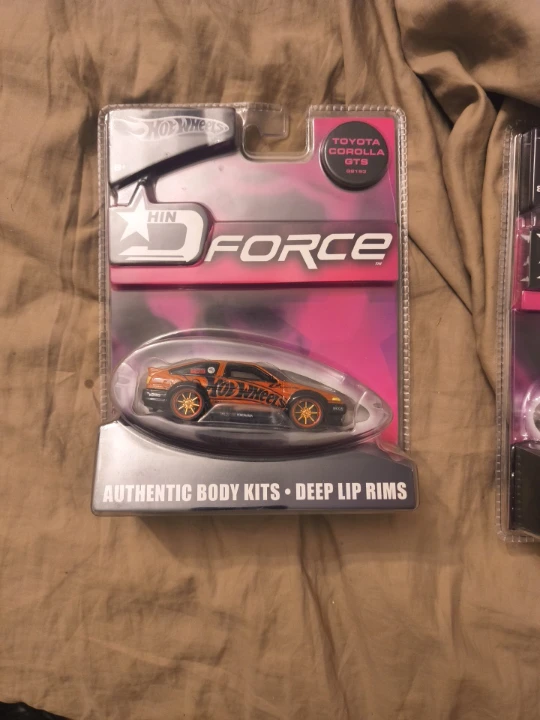 HOT WHEELS
TOYOTA
COROLLA
GTS
HIN
FORCE
HOT WHEELS
AUTHENTIC BODY KITS • DEEP LIP RIMS